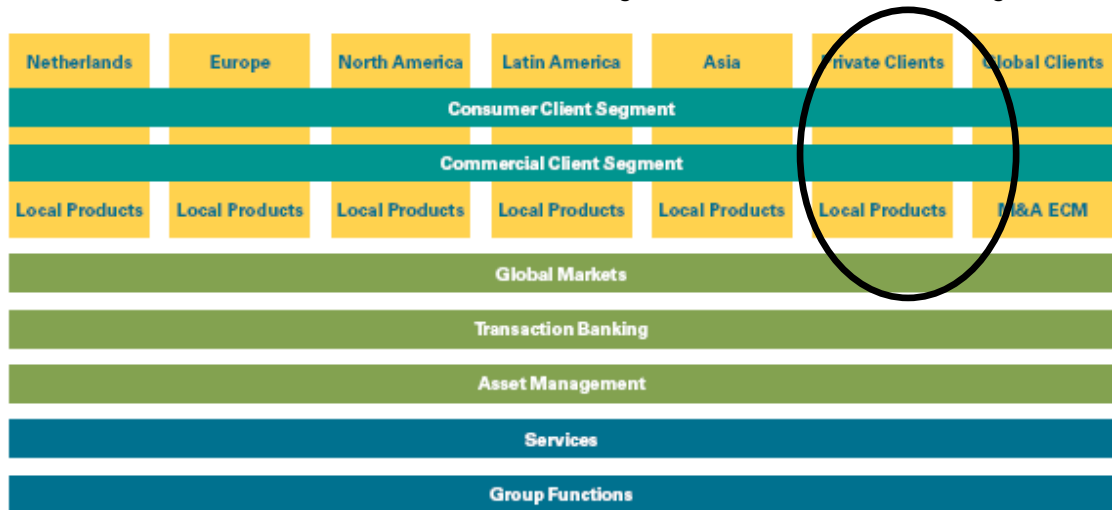 Netherlands Europe North America Latin America Asia Private Clients Global Clients
Consumer Client Segment
Commercial Client Segment
Local Products Local Products Local Products Local Products Local Products Local Products M&A ECM
Global Markets
Transaction Banking
Asset Management
Services
Group Functions